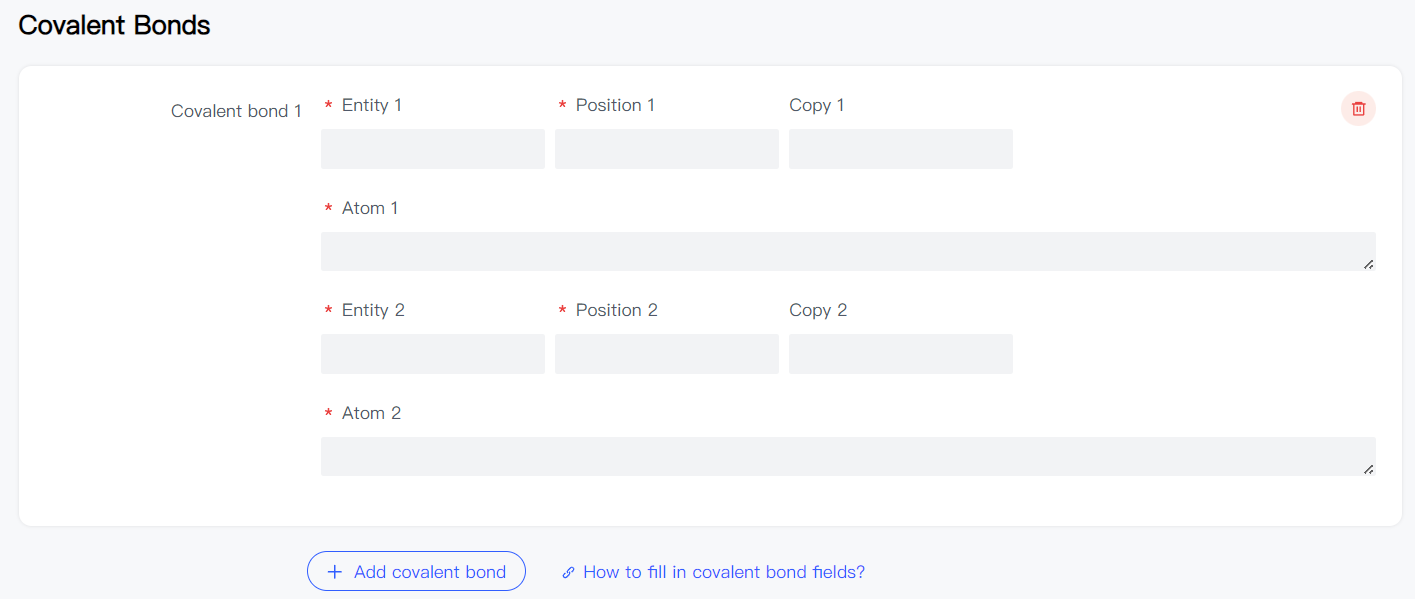 Covalent Bonds
Covalent bond 1
* Entity 1
* Position 1
Copy 1
* Atom 1
* Entity 2
* Position 2
Copy 2
* Atom 2
+ Add covalent bond
How to fill in covalent bond fields?